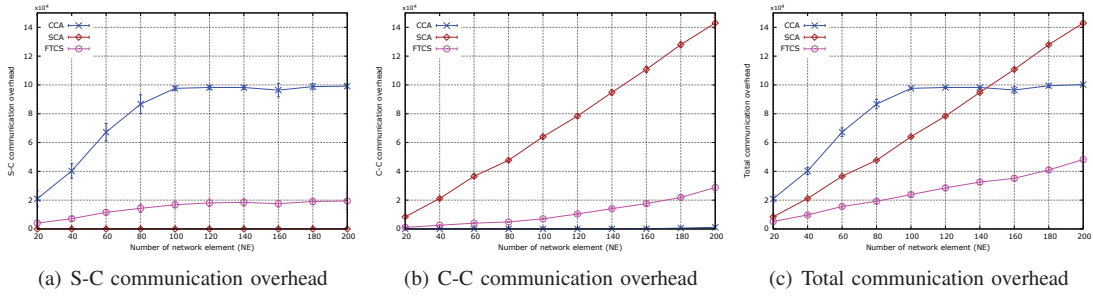 ×10⁴
14
12
10
8
6
4
2
0
S-C communication overhead
CCA
SCA
FTCS
20 40 60 80 100 120 140 160 180 200
Number of network element (NE)
(a) S-C communication overhead
×10⁴
14
12
10
8
6
4
2
0
C-C communication overhead
CCA
SCA
FTCS
20 40 60 80 100 120 140 160 180 200
Number of network element (NE)
(b) C-C communication overhead
×10⁴
14
12
10
8
6
4
2
0
Total communication overhead
CCA
SCA
FTCS
20 40 60 80 100 120 140 160 180 200
Number of network element (NE)
(c) Total communication overhead